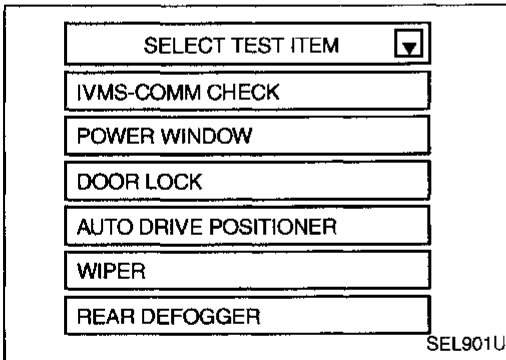 SELECT TEST ITEM
IVMS-COMM CHECK
POWER WINDOW
DOOR LOCK
AUTO DRIVE POSITIONER
WIPER
REAR DEFOGGER
SEL901U